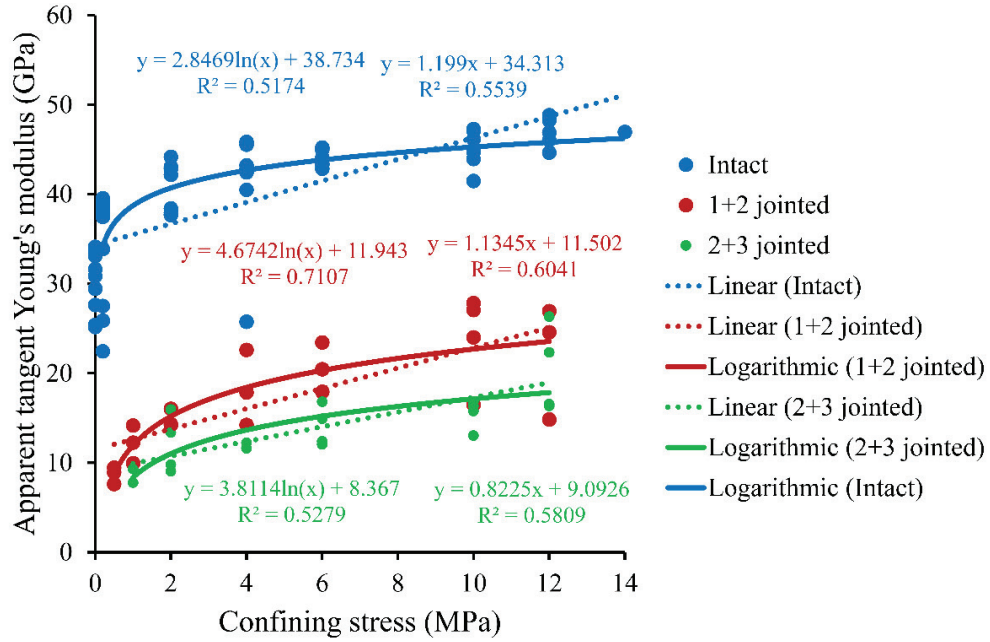 Apparent tangent Young's modulus (GPa)
60
50
40
30
20
10
0
y = 2.8469ln(x) + 38.734
R² = 0.5174
y = 1.199x + 34.313
R² = 0.5539
y = 4.6742ln(x) + 11.943
R² = 0.7107
y = 1.1345x + 11.502
R² = 0.6041
y = 3.8114ln(x) + 8.367
R² = 0.5279
y = 0.8225x + 9.0926
R² = 0.5809
0 2 4 6 8 10 12 14
Confining stress (MPa)
Intact
1+2 jointed
2+3 jointed
Linear (Intact)
Linear (1+2 jointed)
Logarithmic (1+2 jointed)
Linear (2+3 jointed)
Logarithmic (2+3 jointed)
Logarithmic (Intact)